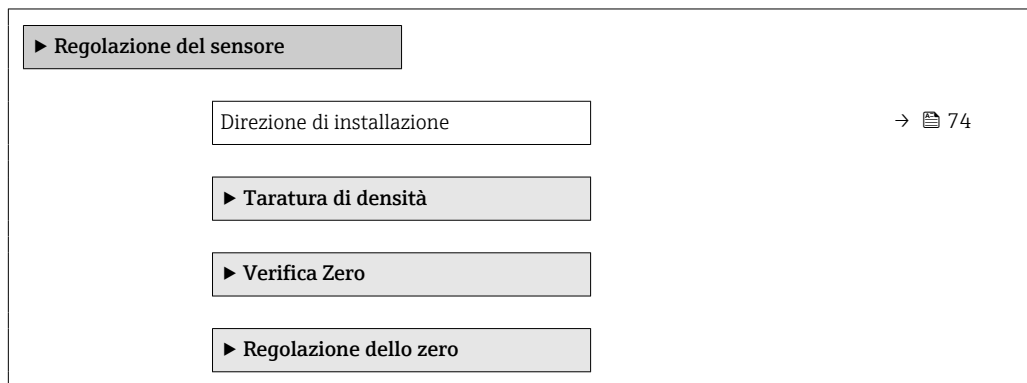 ▶ Regolazione del sensore
Direzione di installazione → 74
▶ Taratura di densità
▶ Verifica Zero
▶ Regolazione dello zero